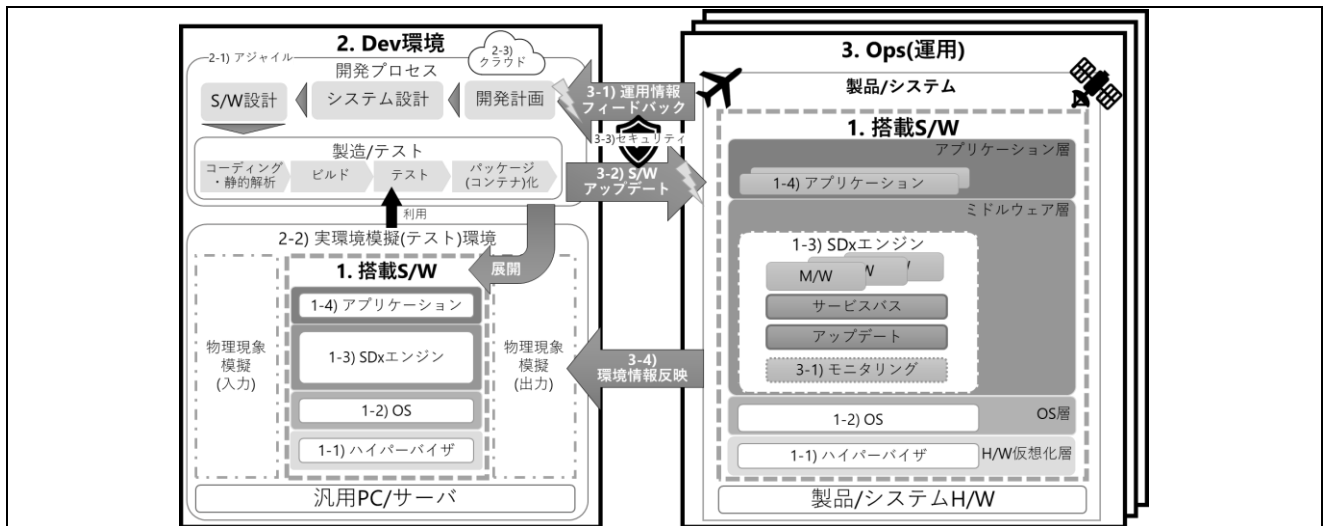 2. Dev環境
2-1) アジャイル
2-3)
クラウド
開発プロセス
S/W設計
システム設計
開発計画
製造/テスト
コーディング
・静的解析
ビルド
テスト
パッケージ
(コンテナ)化
利用
2-2) 実環境模擬(テスト)環境
展開
物理現象
模擬
(入力)
1. 搭載S/W
1-4) アプリケーション
1-3) SDxエンジン
1-2) OS
1-1) ハイパーバイザ
物理現象
模擬
(出力)
汎用PC/サーバ
3-1) 運用情報
フィードバック
3-3)セキュリティ
3-2) S/W
アップデート
3-4)
環境情報反映
3. Ops(運用)
製品/システム
1. 搭載S/W
アプリケーション層
1-4) アプリケーション
ミドルウェア層
1-3) SDxエンジン
M/W
W
サービスバス
アップデート
3-1) モニタリング
1-2) OS
OS層
1-1) ハイパーバイザ
H/W仮想化層
製品/システムH/W